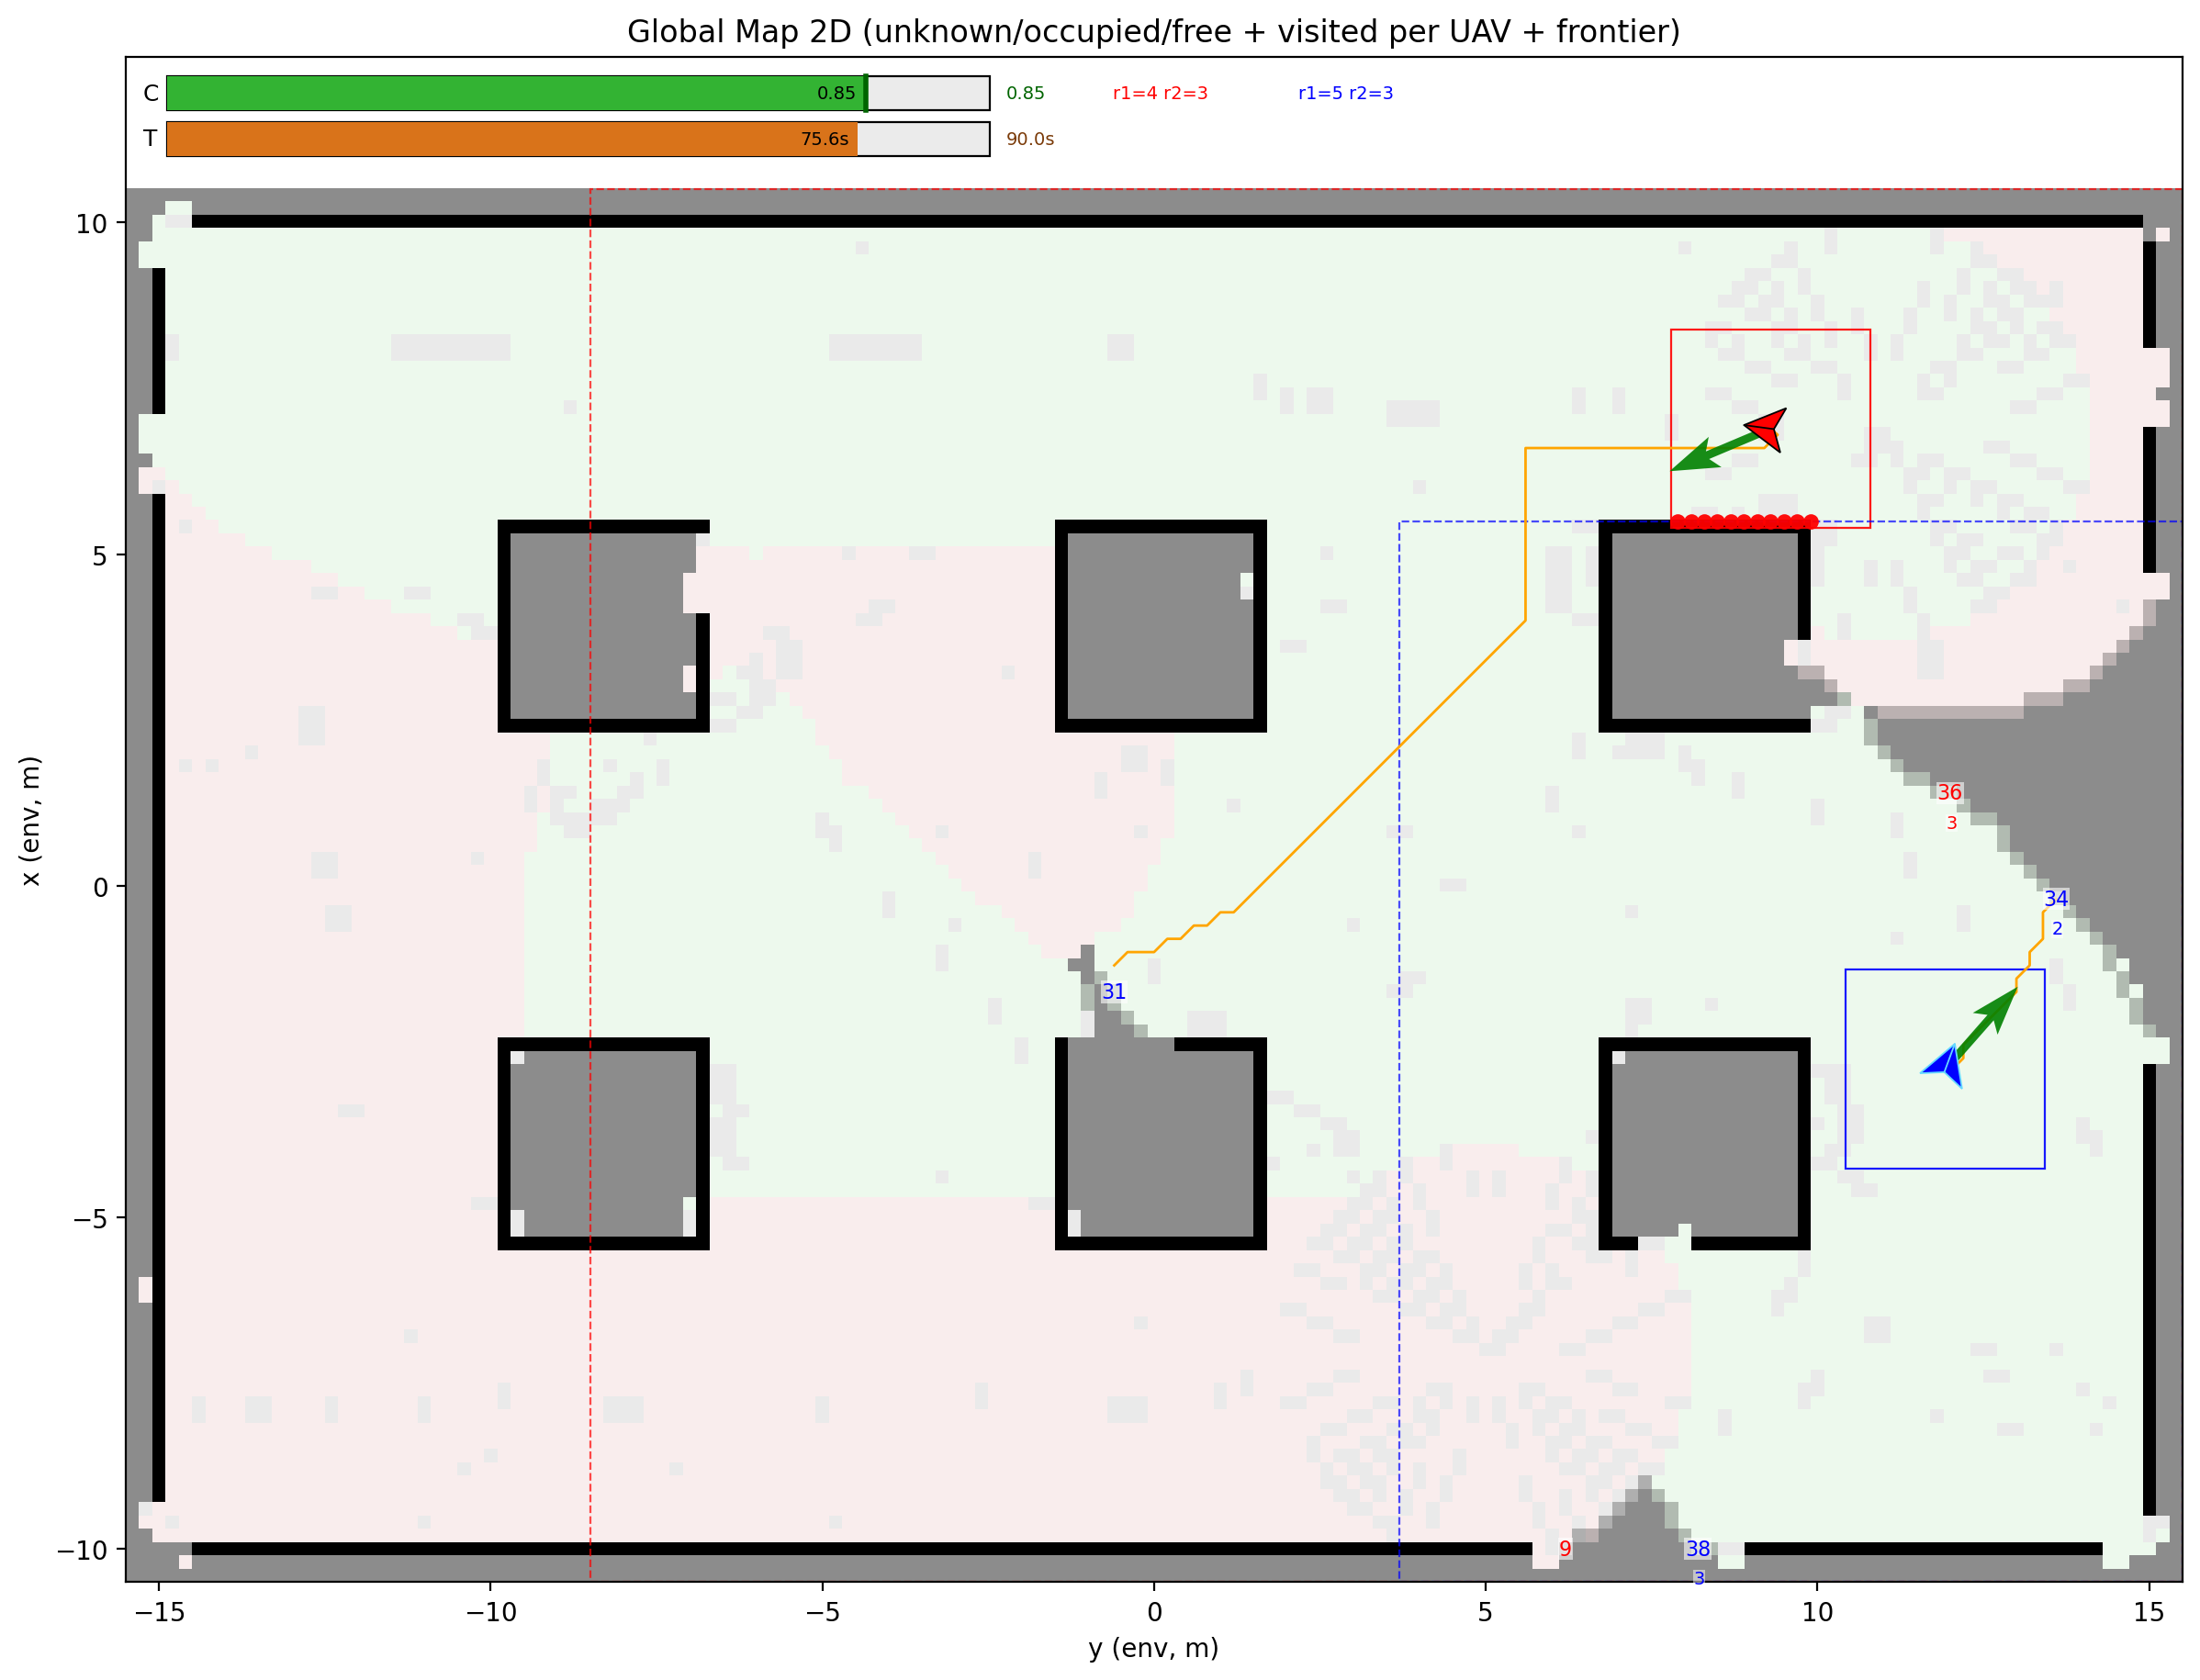 Global Map 2D (unknown/occupied/free + visited per UAV + frontier)
C 0.85 0.85 r1=4 r2=3 r1=5 r2=3
T 75.6s 90.0s
10
5
0
−5
−10
x (env, m)
36
3
34
2
31
9
38
3
−15 −10 −5 0 5 10 15
y (env, m)